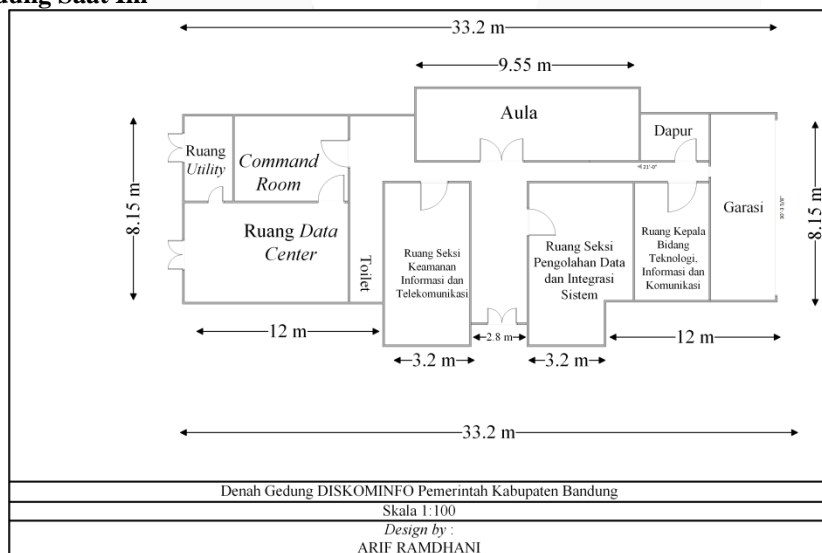 dung Saat Ini
33.2 m
9.55 m
Aula
Dapur
Ruang
Utility
Command
Room
8.15 m
Garasi
8.15 m
Ruang Data
Center
Toilet
Ruang Seksi
Keamanan
Informasi dan
Telekomunikasi
Ruang Seksi
Pengolahan Data
dan Integrasi
Sistem
Ruang Kepala
Bidang
Teknologi.
Informasi dan
Komunikasi
12 m
2.8 m
12 m
3.2 m
3.2 m
33.2 m
Denah Gedung DISKOMINFO Pemerintah Kabupaten Bandung
Skala 1:100
Design by :
ARIF RAMDHANI